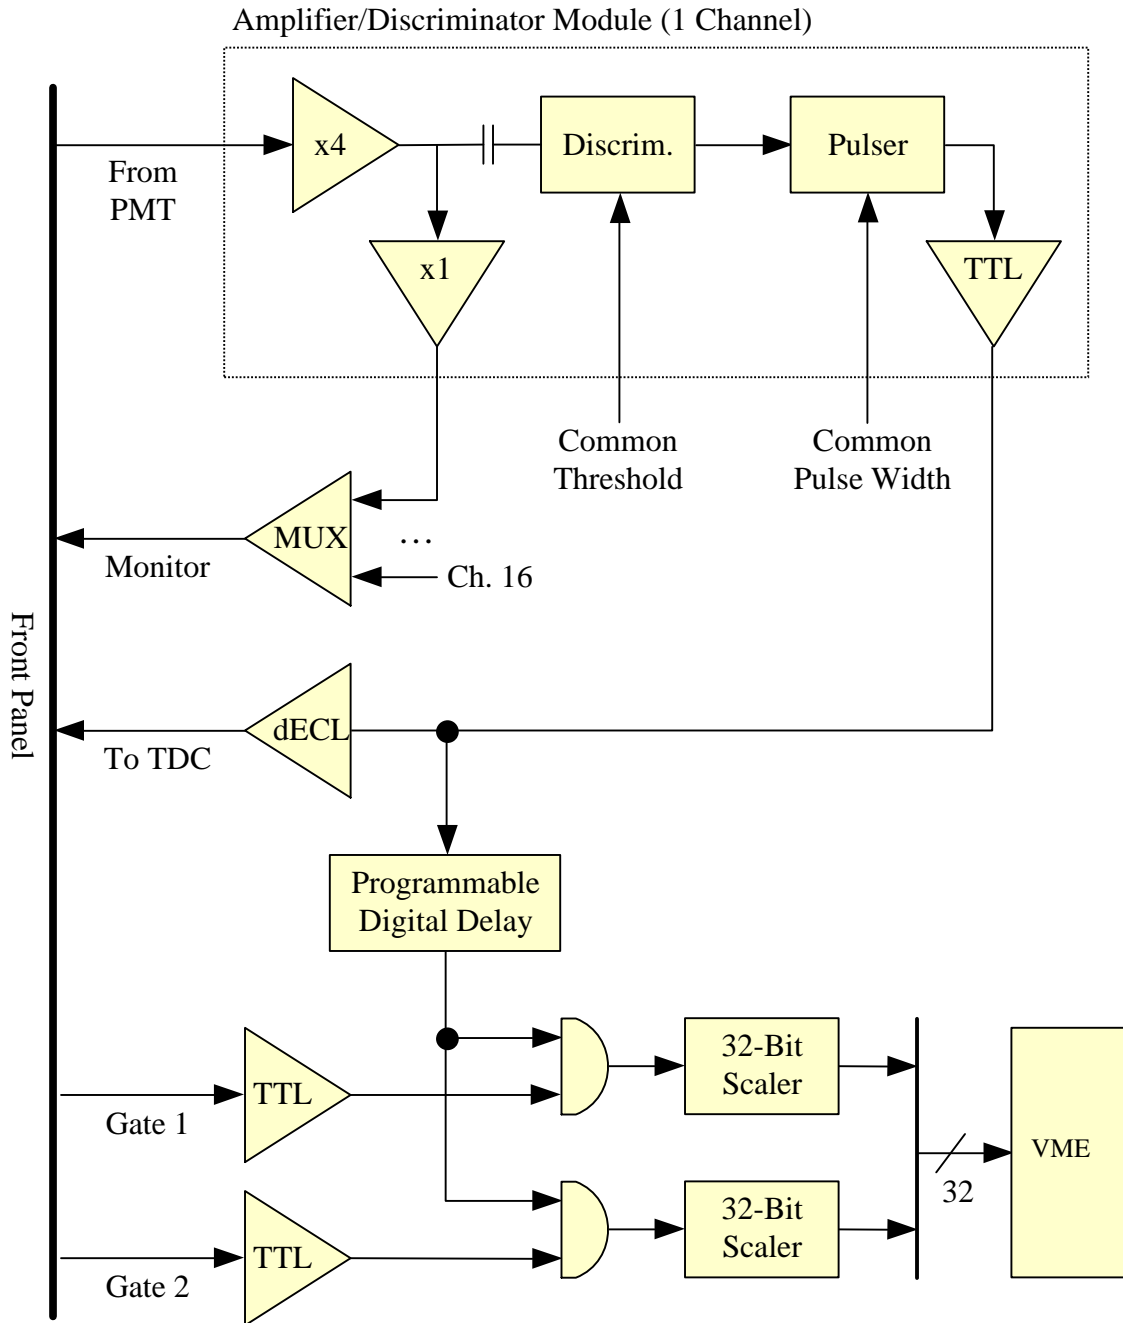 Amplifier/Discriminator Module (1 Channel)
x4
Discrim.
Pulser
From
PMT
x1
TTL
Common
Threshold
Common
Pulse Width
MUX
...
Monitor
Ch. 16
Front Panel
dECL
To TDC
Programmable
Digital Delay
32-Bit
Scaler
TTL
Gate 1
VME
32
32-Bit
Scaler
TTL
Gate 2